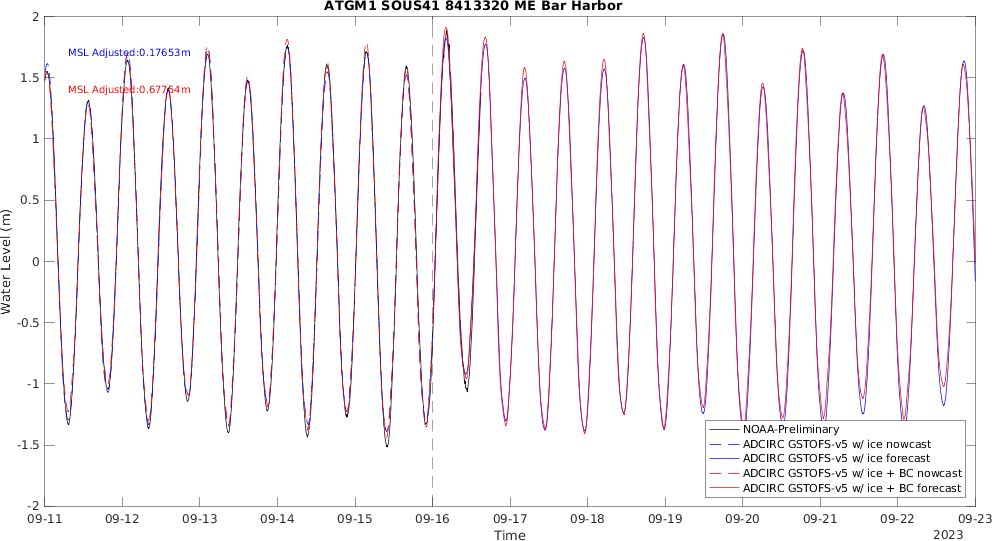 ATGM1 SOUS41 8413320 ME Bar Harbor
Water Level (m)
2
1.5
1
0.5
0
-0.5
-1
-1.5
-2
MSL Adjusted:0.17653m
MSL Adjusted:0.67754m
NOAA-Preliminary
ADCIRC GSTOFS-v5 w/ ice nowcast
ADCIRC GSTOFS-v5 w/ ice forecast
ADCIRC GSTOFS-v5 w/ ice + BC nowcast
ADCIRC GSTOFS-v5 w/ ice + BC forecast
09-11 09-12 09-13 09-14 09-15 09-16 09-17 09-18 09-19 09-20 09-21 09-22 09-23
Time
2023